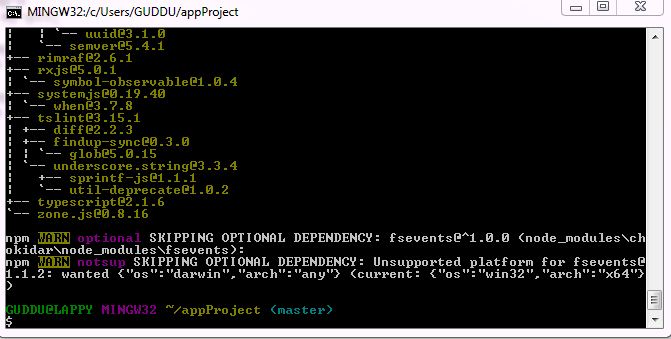 MINGW32:/c/Users/GUDDU/appProject
| | `-- uuid@3.1.0
| `-- semver@5.4.1
+-- rimraf@2.6.1
+-- rxjs@5.0.1
| `-- symbol-observable@1.0.4
+-- systemjs@0.19.40
| `-- when@3.7.8
+-- tslint@3.15.1
| +-- diff@2.2.3
| +-- findup-sync@0.3.0
| | `-- glob@5.0.15
| `-- underscore.string@3.3.4
|   +-- sprintf-js@1.1.1
|   `-- util-deprecate@1.0.2
+-- typescript@2.1.6
`-- zone.js@0.8.16
npm WARN optional SKIPPING OPTIONAL DEPENDENCY: fsevents@^1.0.0 (node_modules\ch
okidar\node_modules\fsevents):
npm WARN notsup SKIPPING OPTIONAL DEPENDENCY: Unsupported platform for fsevents@
1.1.2: wanted {"os":"darwin","arch":"any"} (current: {"os":"win32","arch":"x64"}
)
GUDDU@LAPPY MINGW32 ~/appProject (master)
$